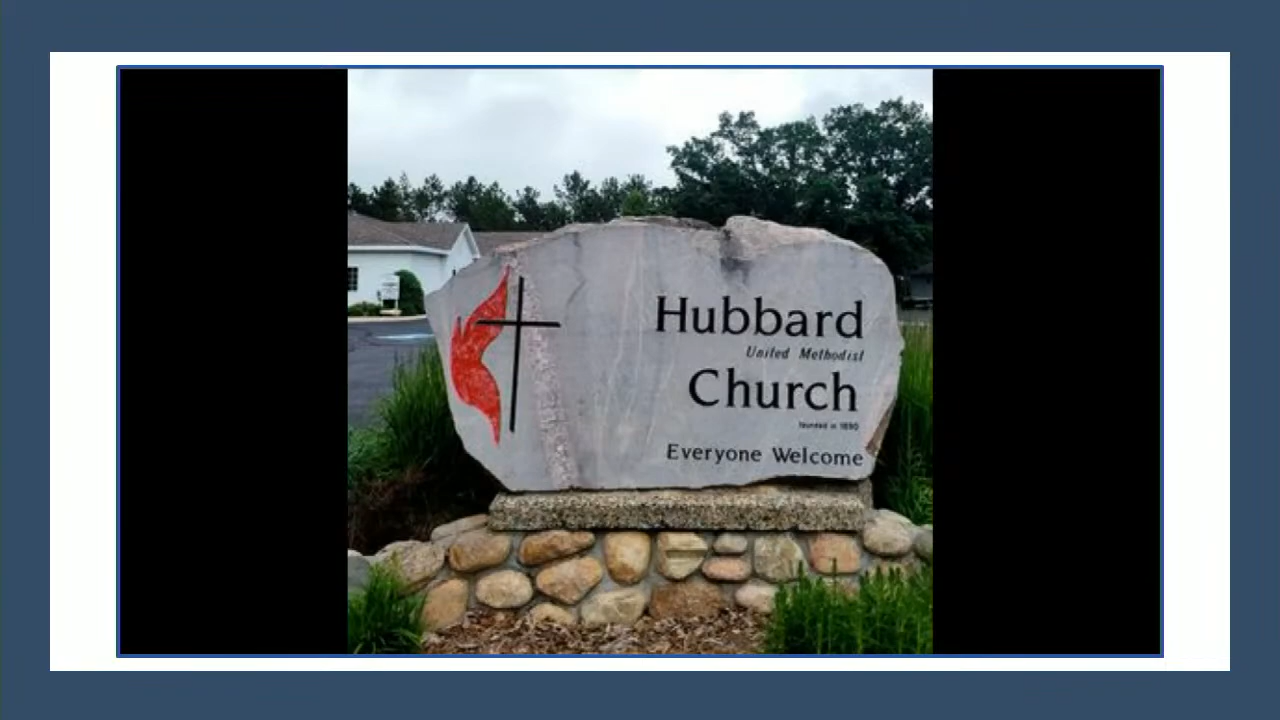 Hubbard
United Methodist
Church
founded in 1890
Everyone Welcome